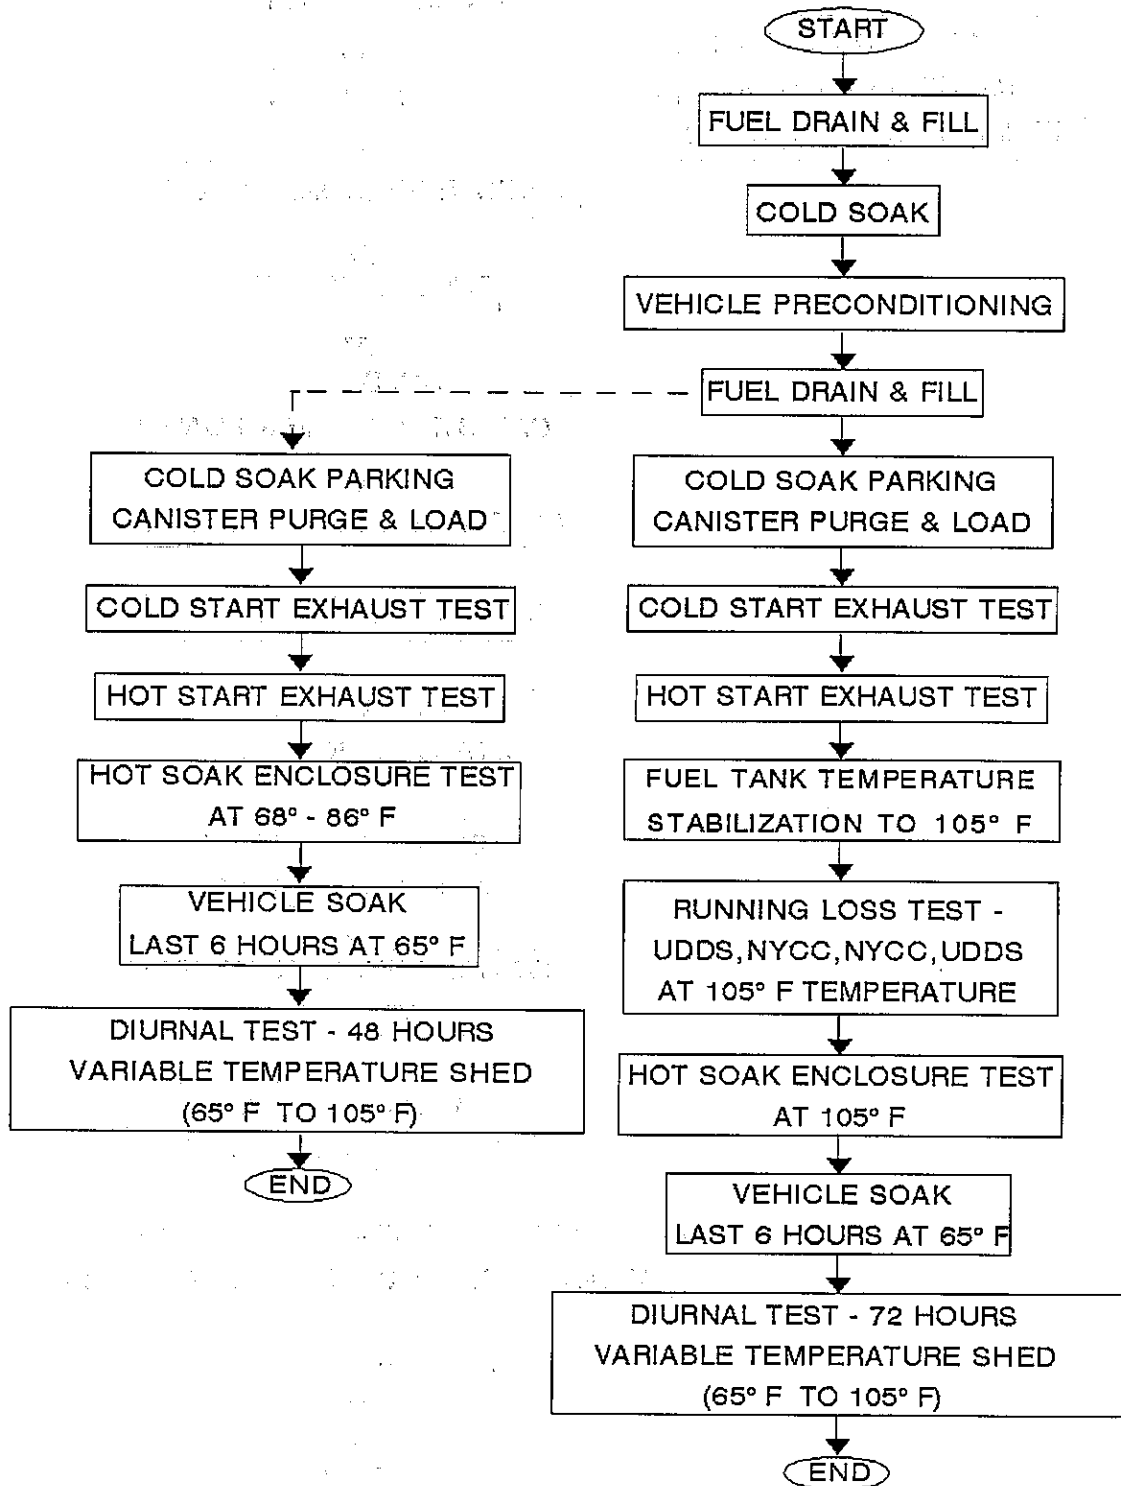 START
FUEL DRAIN & FILL
COLD SOAK
VEHICLE PRECONDITIONING
FUEL DRAIN & FILL
COLD SOAK PARKING
CANISTER PURGE & LOAD
COLD START EXHAUST TEST
HOT START EXHAUST TEST
HOT SOAK ENCLOSURE TEST
AT 68° - 86° F
VEHICLE SOAK
LAST 6 HOURS AT 65° F
DIURNAL TEST - 48 HOURS
VARIABLE TEMPERATURE SHED
(65° F TO 105° F)
END
COLD SOAK PARKING
CANISTER PURGE & LOAD
COLD START EXHAUST TEST
HOT START EXHAUST TEST
FUEL TANK TEMPERATURE
STABILIZATION TO 105° F
RUNNING LOSS TEST -
UDDS,NYCC,NYCC,UDDS
AT 105° F TEMPERATURE
HOT SOAK ENCLOSURE TEST
AT 105° F
VEHICLE SOAK
LAST 6 HOURS AT 65° F
DIURNAL TEST - 72 HOURS
VARIABLE TEMPERATURE SHED
(65° F TO 105° F)
END